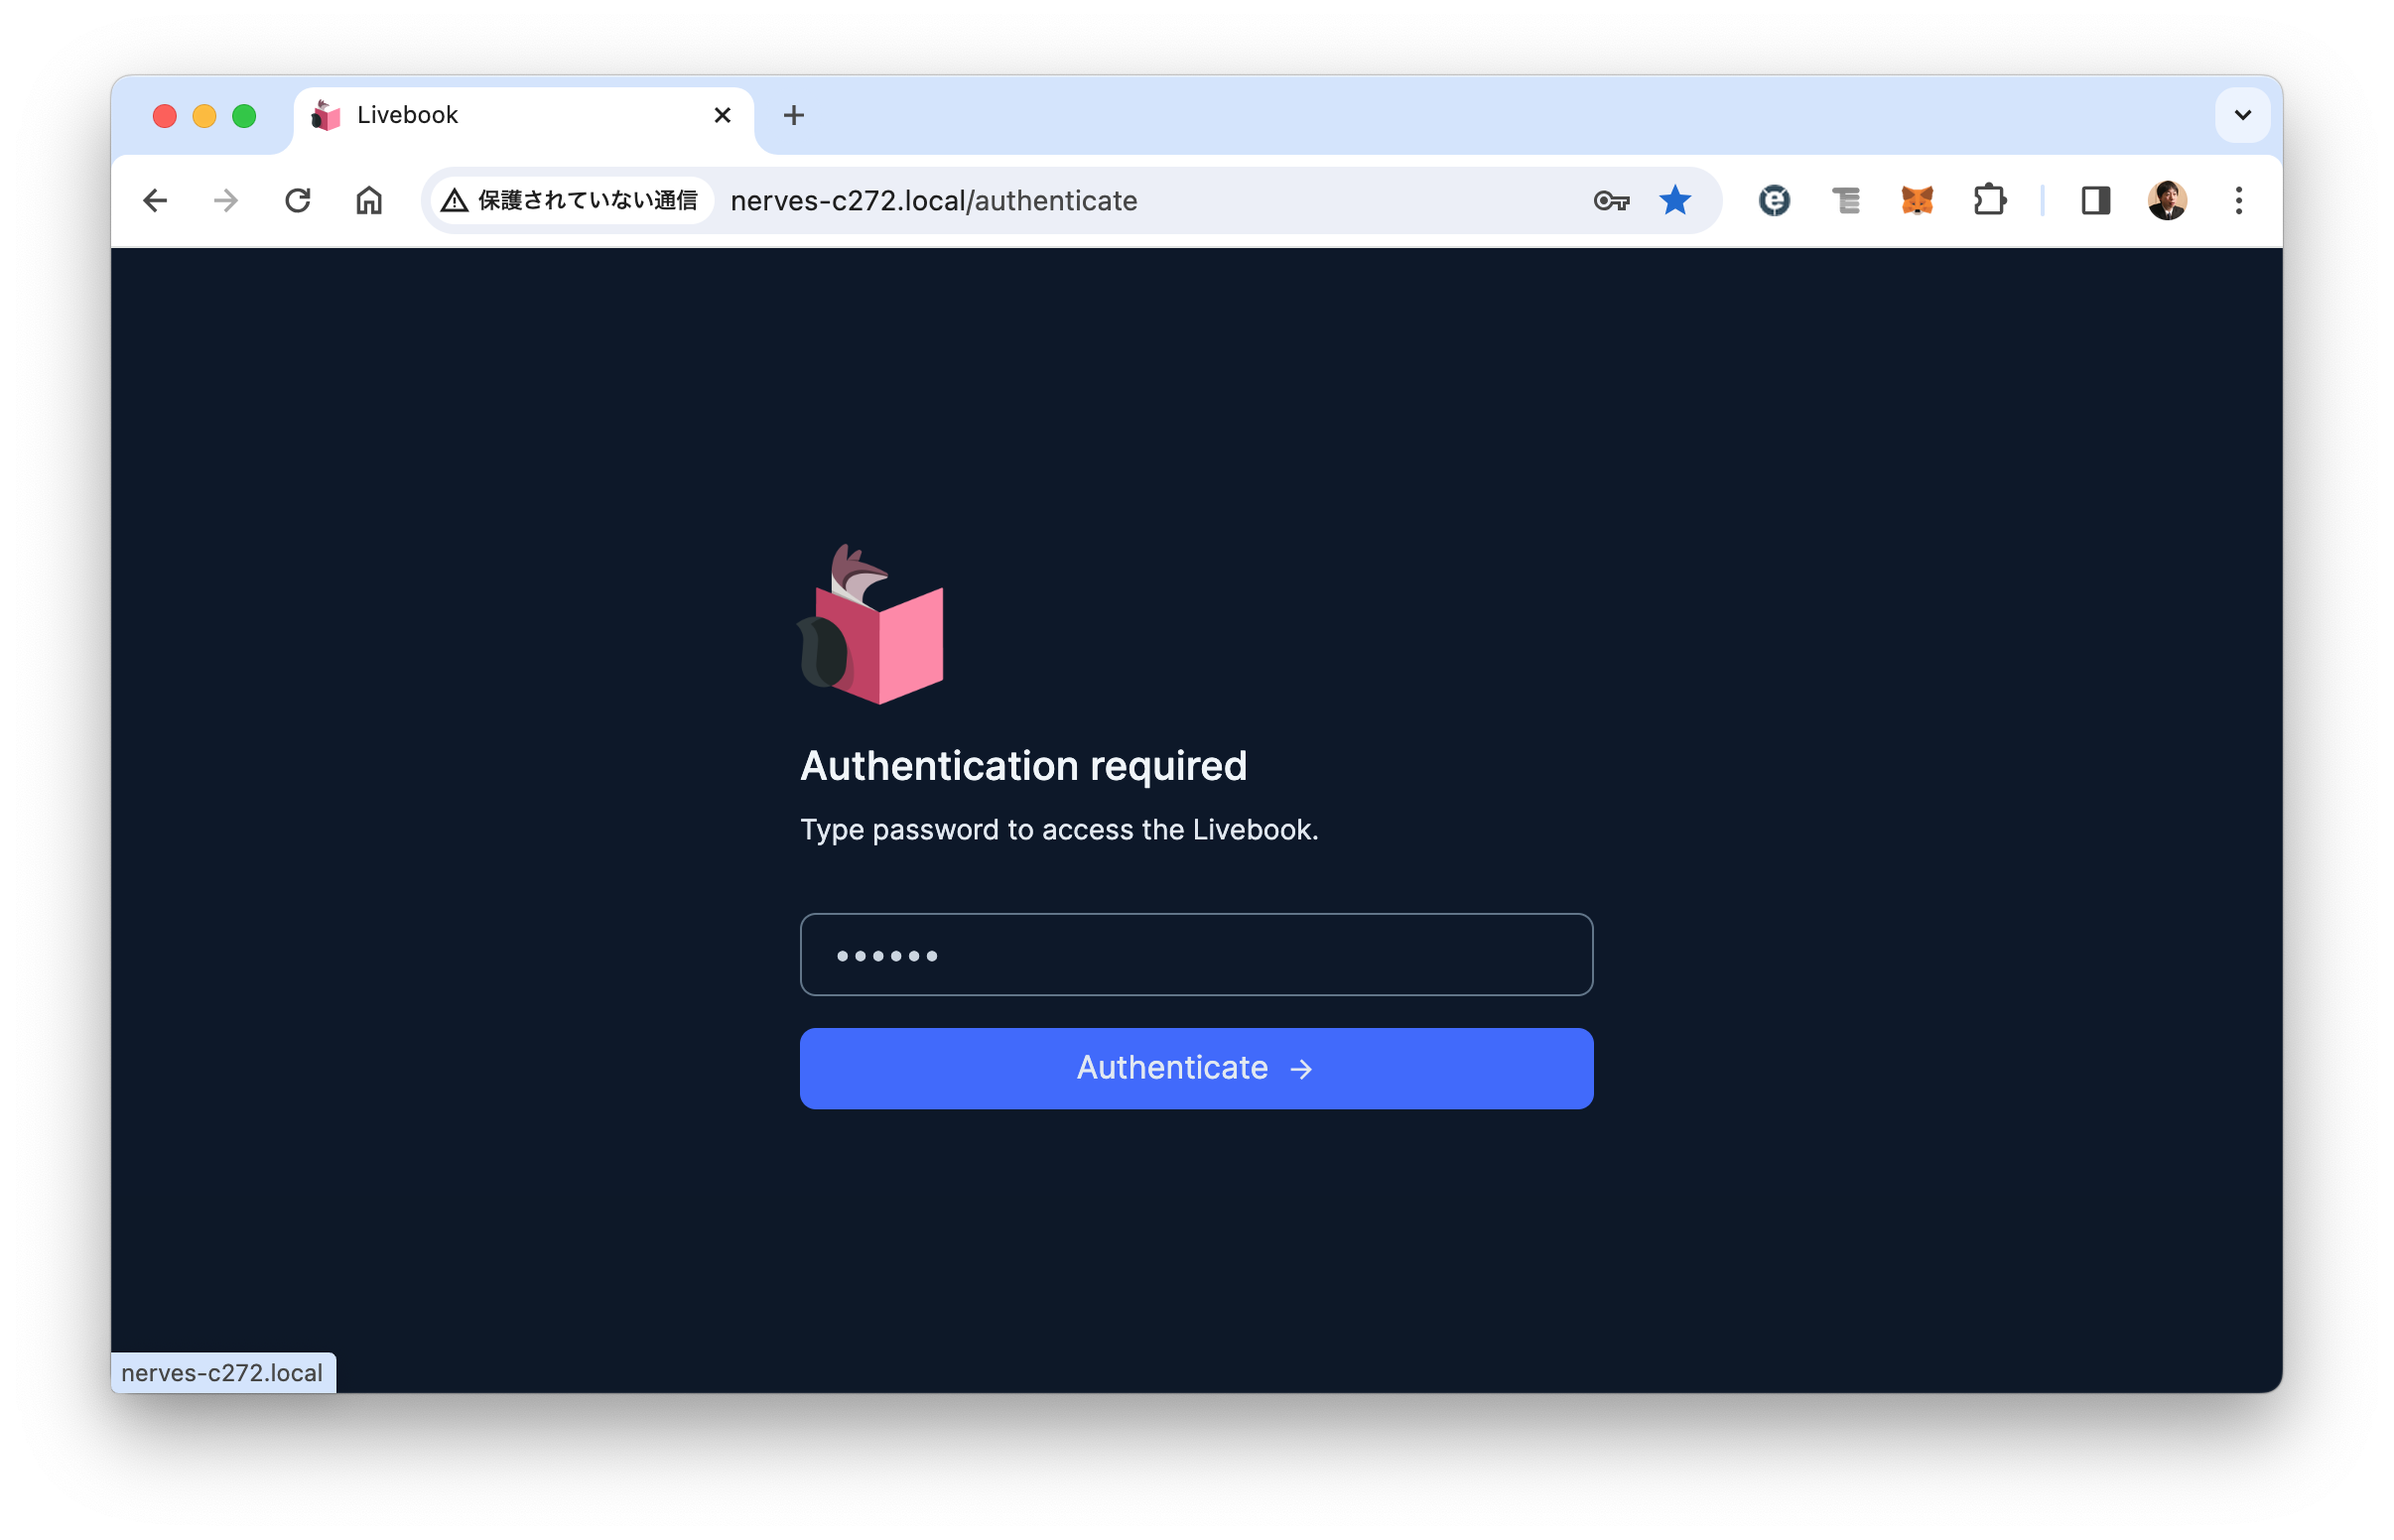 Livebook
保護されていない通信 nerves-c272.local/authenticate
Authentication required
Type password to access the Livebook.
••••••
Authenticate →
nerves-c272.local